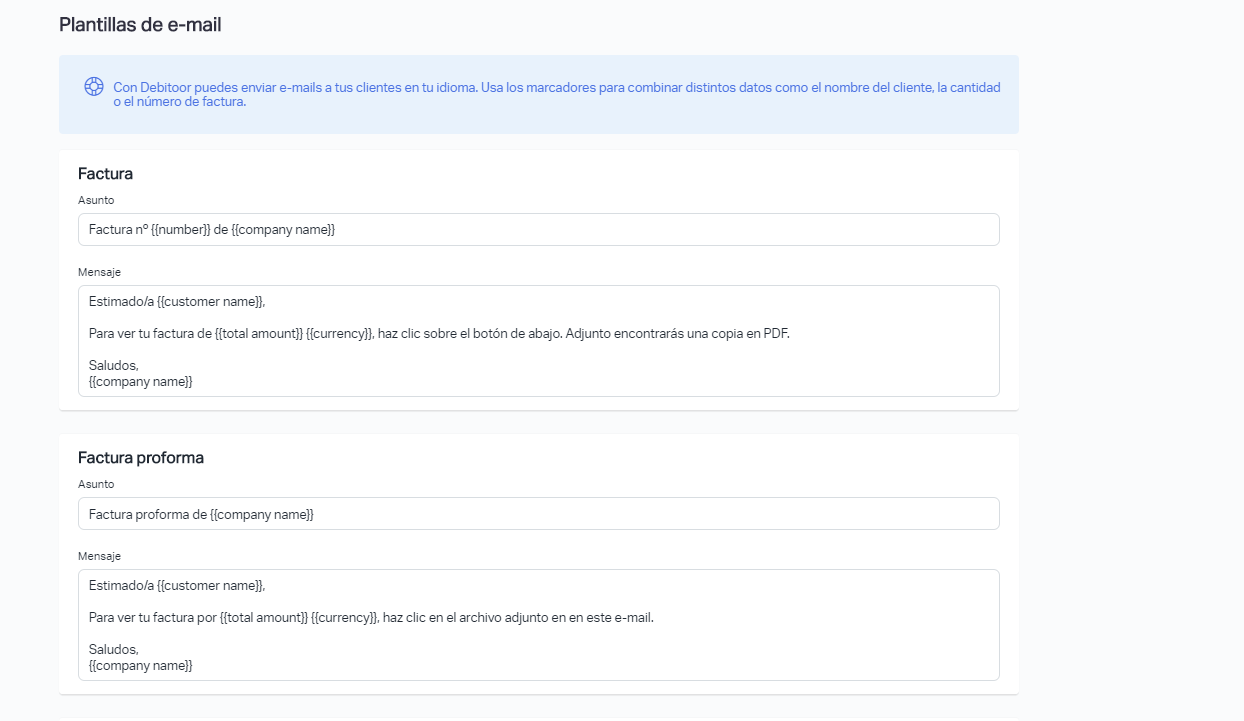 Plantillas de e-mail
Con Debitoor puedes enviar e-mails a tus clientes en tu idioma. Usa los marcadores para combinar distintos datos como el nombre del cliente, la cantidad
o el número de factura.
Factura
Asunto
Factura nº {{number}} de {{company name}}
Mensaje
Estimado/a {{customer name}},
Para ver tu factura de {{total amount}} {{currency}}, haz clic sobre el botón de abajo. Adjunto encontrarás una copia en PDF.
Saludos,
{{company name}}
Factura proforma
Asunto
Factura proforma de {{company name}}
Mensaje
Estimado/a {{customer name}},
Para ver tu factura por {{total amount}} {{currency}}, haz clic en el archivo adjunto en en este e-mail.
Saludos,
{{company name}}